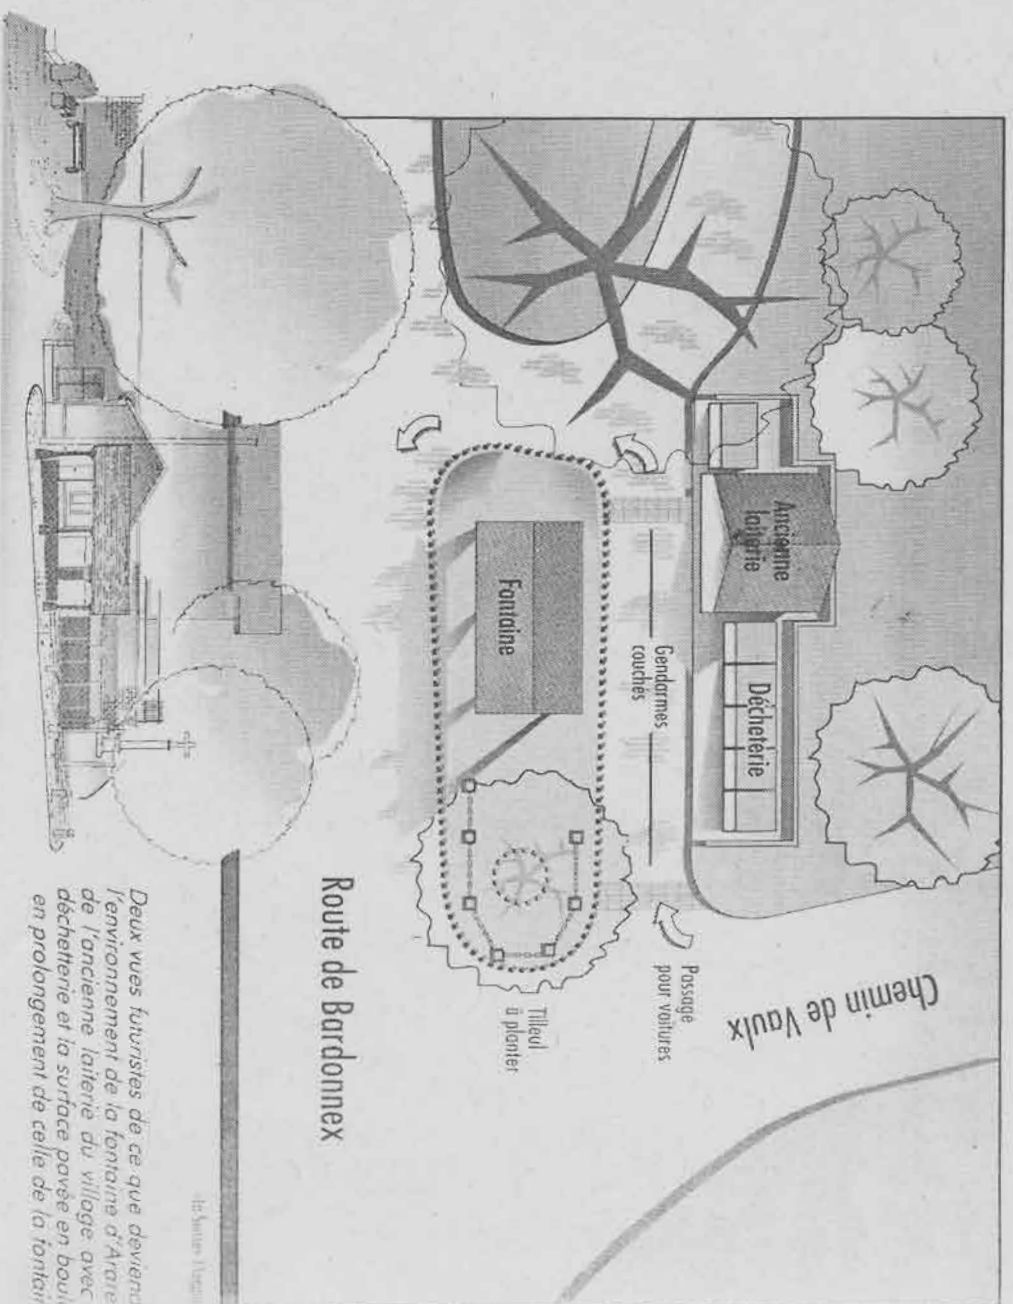 Ancienne
laiterie
Déchetèrie
Gendarmes
couchés
Fontaine
Passage
pour voitures
Tilleul
à planter
Chemin de Vaulx
Route de Bardonnex
Deux vues futuristes de ce que deviend
l'environnement de la fontaine d'Arare
de l'ancienne laiterie du village avec
déchetterie et la surface pavée en boul
en prolongement de celle de la fontain